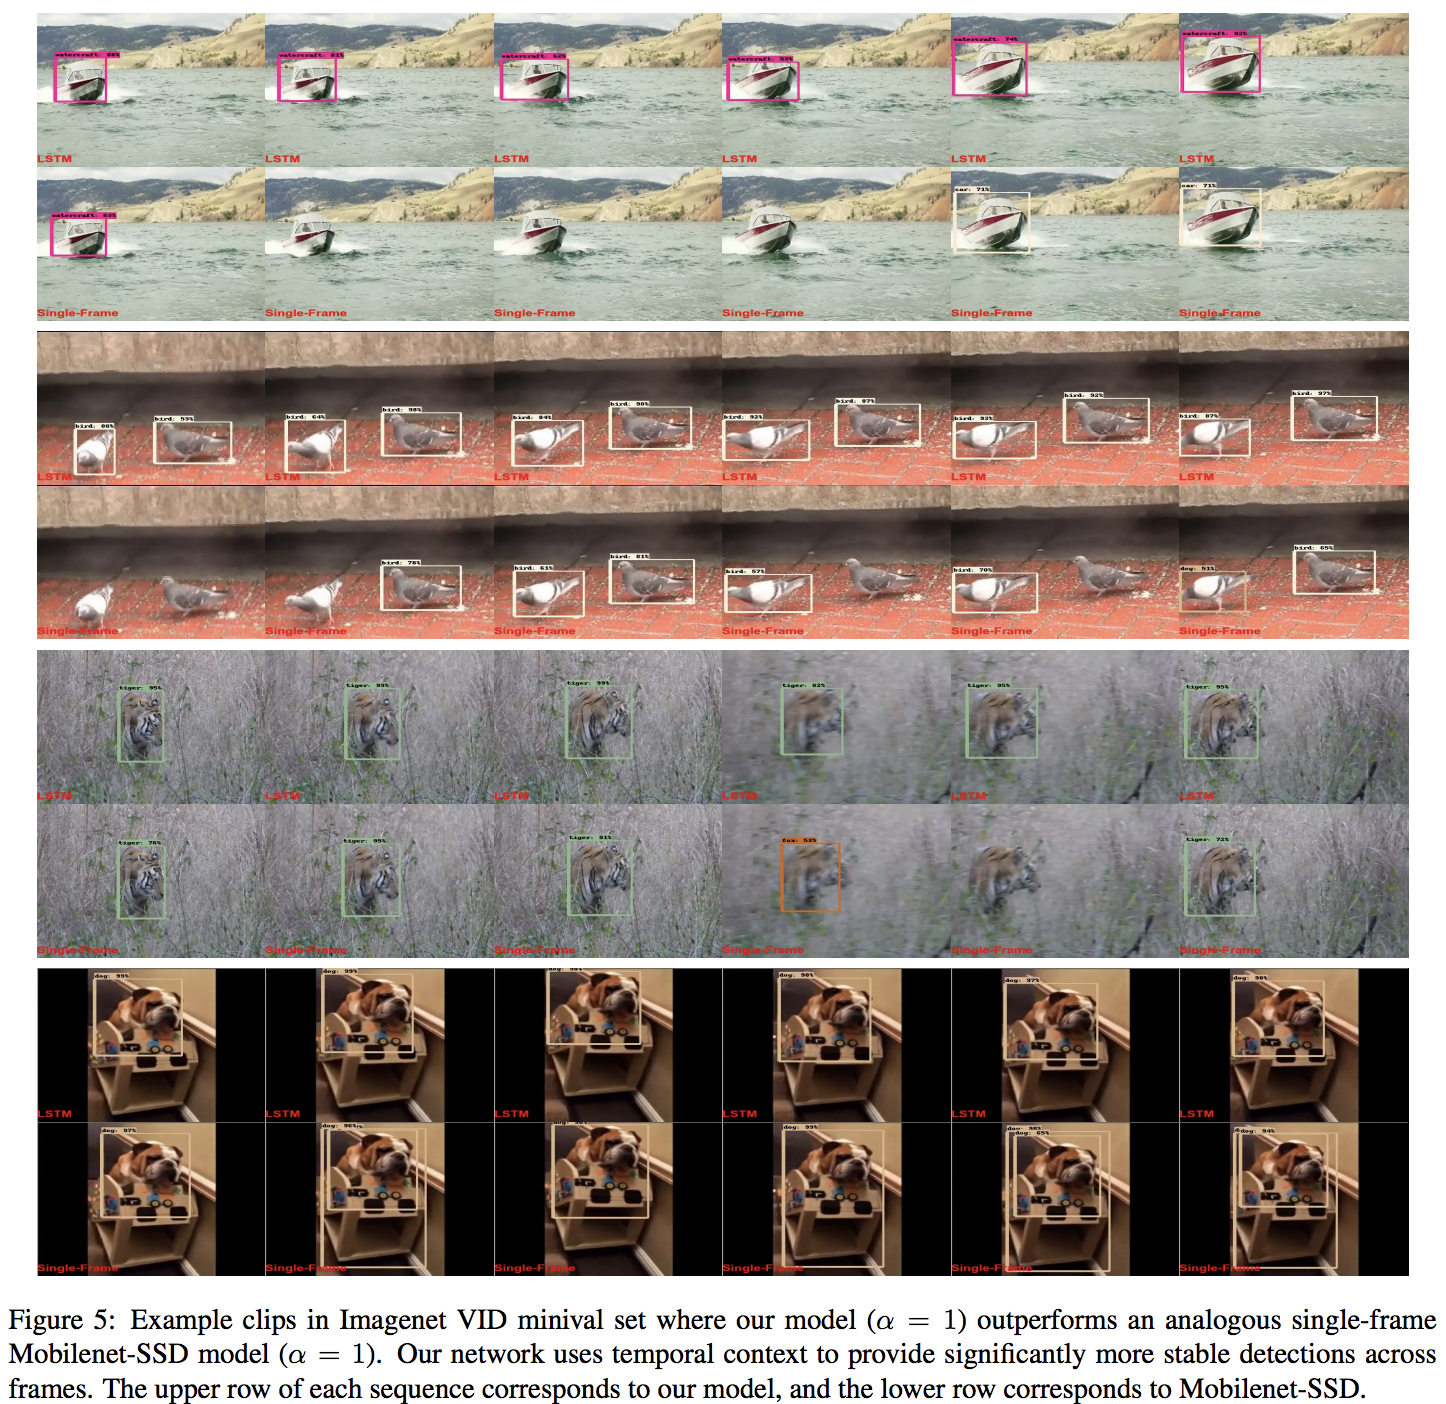 watercraft: 88% watercraft: 81% watercraft: 62% watercraft: 53% watercraft: 74% watercraft: 92%
LSTM LSTM LSTM LSTM LSTM LSTM
watercraft: 63% car: 71% car: 71%
Single-Frame Single-Frame Single-Frame Single-Frame Single-Frame Single-Frame
bird: 80% bird: 53% bird: 64% bird: 98% bird: 84% bird: 98% bird: 92% bird: 87% bird: 93% bird: 92% bird: 87% bird: 97%
LSTM LSTM LSTM LSTM LSTM LSTM
bird: 78% bird: 61% bird: 81% bird: 57% bird: 70% dog: 51% bird: 65%
Single-Frame Single-Frame Single-Frame Single-Frame Single-Frame Single-Frame
tiger: 95% tiger: 99% tiger: 99% tiger: 82% tiger: 95% tiger: 95%
LSTM LSTM LSTM LSTM LSTM LSTM
tiger: 76% tiger: 95% tiger: 91% fox: 53% tiger: 72%
Single-Frame Single-Frame Single-Frame Single-Frame Single-Frame Single-Frame
dog: 99% dog: 99% dog: 98% dog: 97% dog: 98%
LSTM LSTM LSTM LSTM LSTM LSTM
dog: 97% dog: 96% dog: 99% dog: 98% dog: 65% dog: 94%
Single-Frame Single-Frame Single-Frame Single-Frame Single-Frame Single-Frame
Figure 5: Example clips in Imagenet VID minival set where our model (α = 1) outperforms an analogous single-frame
Mobilenet-SSD model (α = 1). Our network uses temporal context to provide significantly more stable detections across
frames. The upper row of each sequence corresponds to our model, and the lower row corresponds to Mobilenet-SSD.